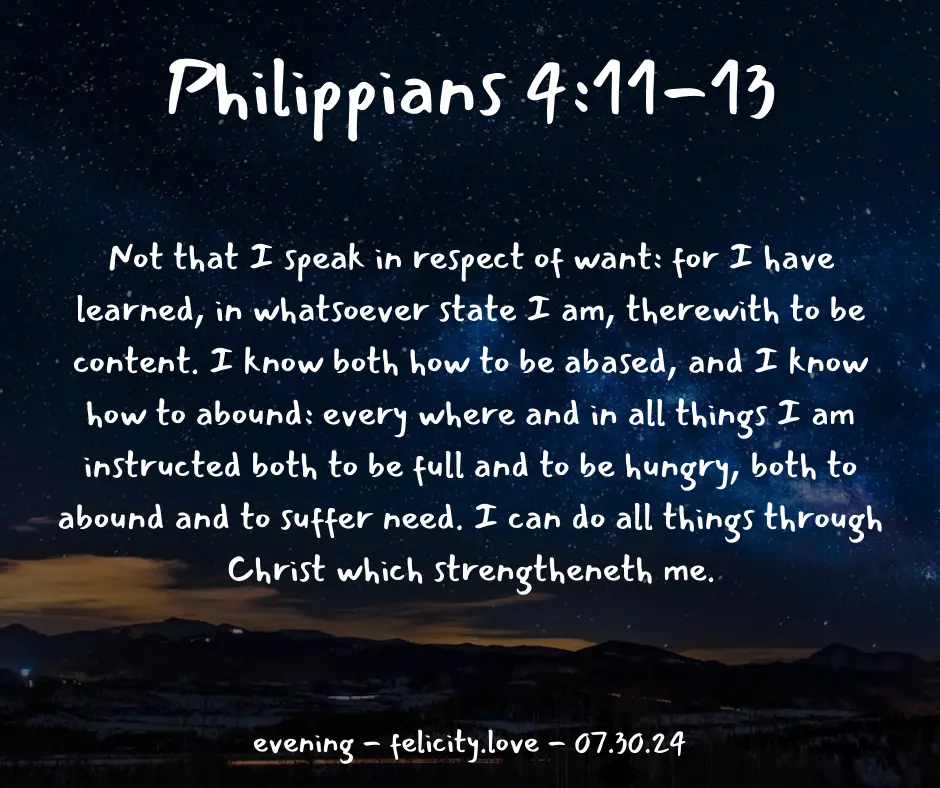 Philippians 4:11-13
Not that I speak in respect of want: for I have
learned, in whatsoever state I am, therewith to be
content. I know both how to be abased, and I know
how to abound: every where and in all things I am
instructed both to be full and to be hungry, both to
abound and to suffer need. I can do all things through
Christ which strengtheneth me.
evening - felicity.love - 07.30.24